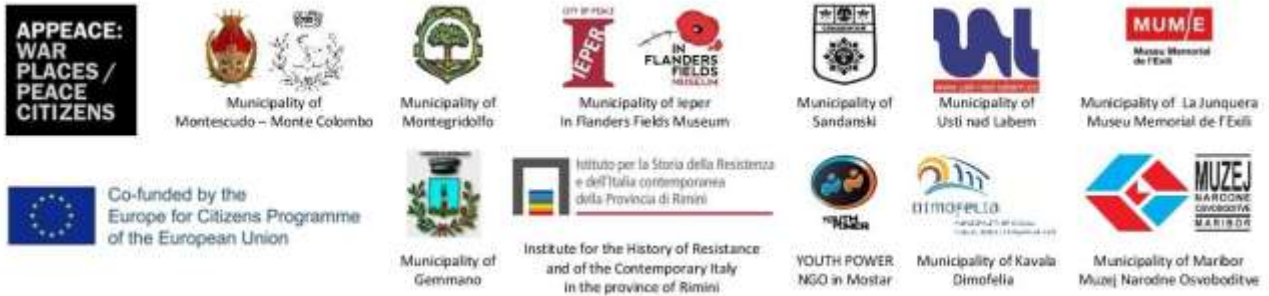 APPEACE:
WAR
PLACES /
PEACE
CITIZENS
Municipality of
Montescudo – Monte Colombo
Municipality of
Montegridolfo
CITY OF PEACE
IEPER
IN
FLANDERS
FIELDS
MUSEUM
Municipality of Ieper
In Flanders Fields Museum
Municipality of
Sandanski
Municipality of
Usti nad Labem
MUM/E
Museu Memorial
de l'Exili
Municipality of La Junquera
Museu Memorial de l'Exili
Co-funded by the
Europe for Citizens Programme
of the European Union
Municipality of
Gemmano
Istituto per la Storia della Resistenza
e dell'Italia contemporanea
della Provincia di Rimini
Institute for the History of Resistance
and of the Contemporary Italy
in the province of Rimini
YOUTH
POWER
YOUTH POWER
NGO in Mostar
DIMOFELIA
Municipality of Kavala
Dimofelia
MUZEJ
NARODNE
OSVOBODITVE
MARIBOR
Municipality of Maribor
Muzej Narodne Osvoboditve